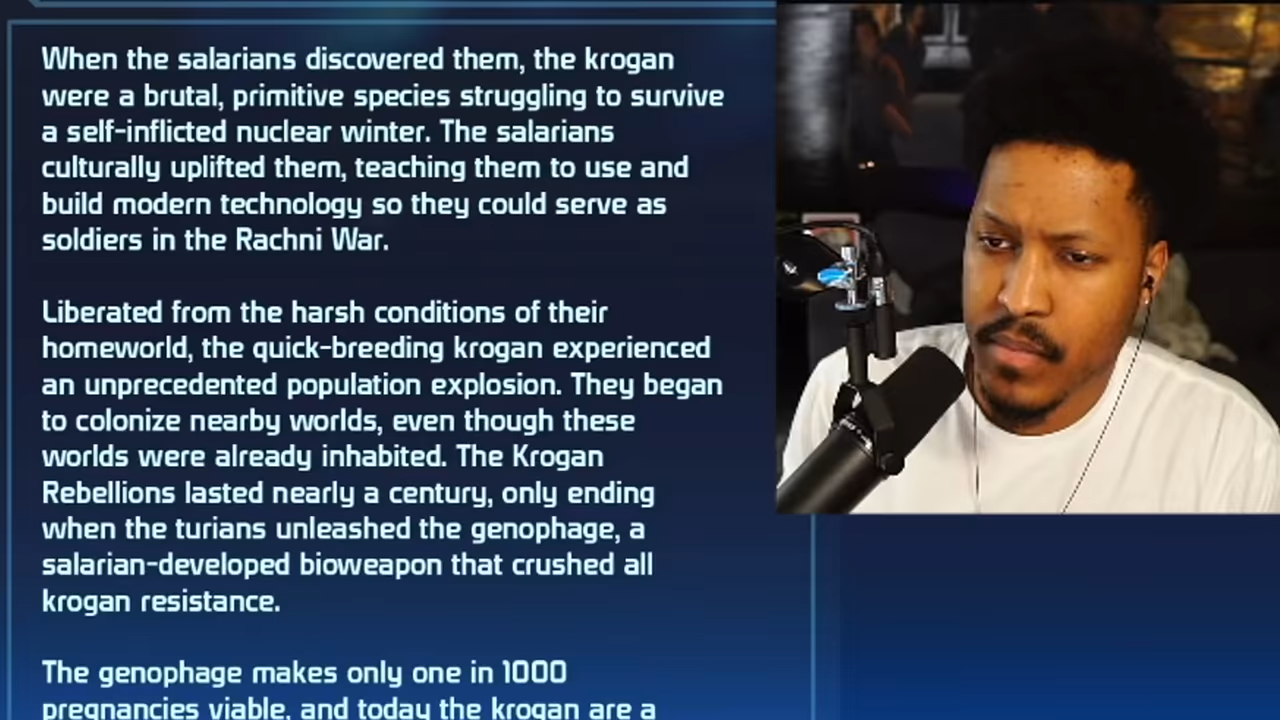 When the salarians discovered them, the krogan
were a brutal, primitive species struggling to survive
a self-inflicted nuclear winter. The salarians
culturally uplifted them, teaching them to use and
build modern technology so they could serve as
soldiers in the Rachni War.
Liberated from the harsh conditions of their
homeworld, the quick-breeding krogan experienced
an unprecedented population explosion. They began
to colonize nearby worlds, even though these
worlds were already inhabited. The Krogan
Rebellions lasted nearly a century, only ending
when the turians unleashed the genophage, a
salarian-developed bioweapon that crushed all
krogan resistance.
The genophage makes only one in 1000
pregnancies viable, and today the krogan are a